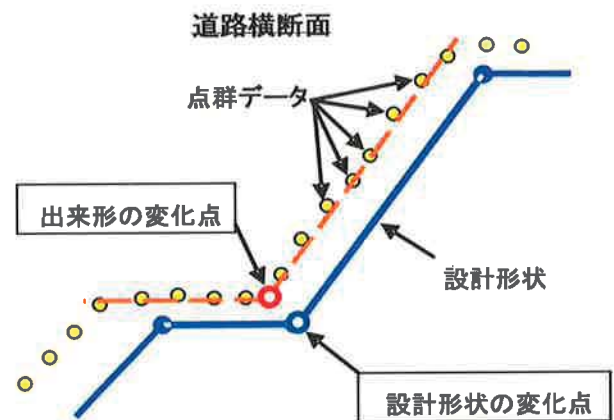 道路横断面
点群データ
出来形の変化点
設計形状
設計形状の変化点